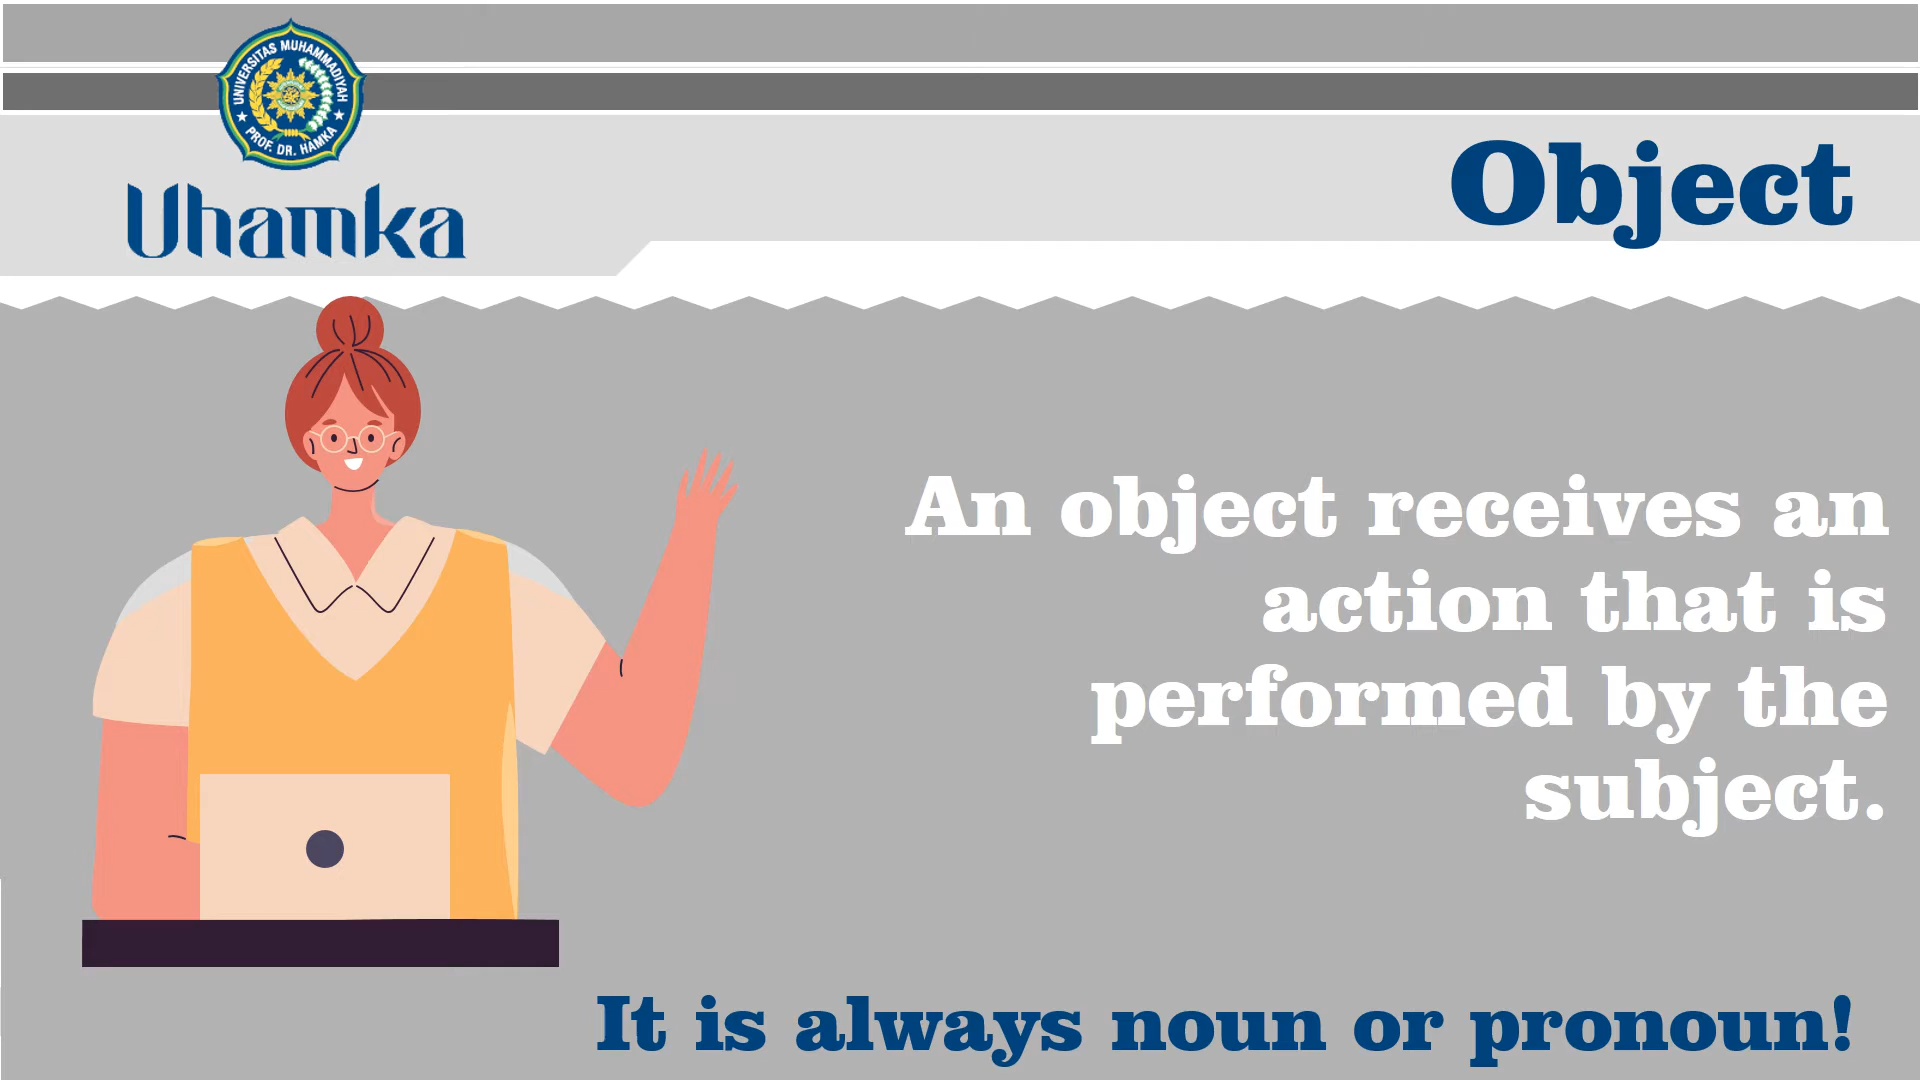 UNIVERSITAS MUHAMMADIYAH
PROF. DR. HAMKA
Uhamka
Object
An object receives an
action that is
performed by the
subject.
It is always noun or pronoun!